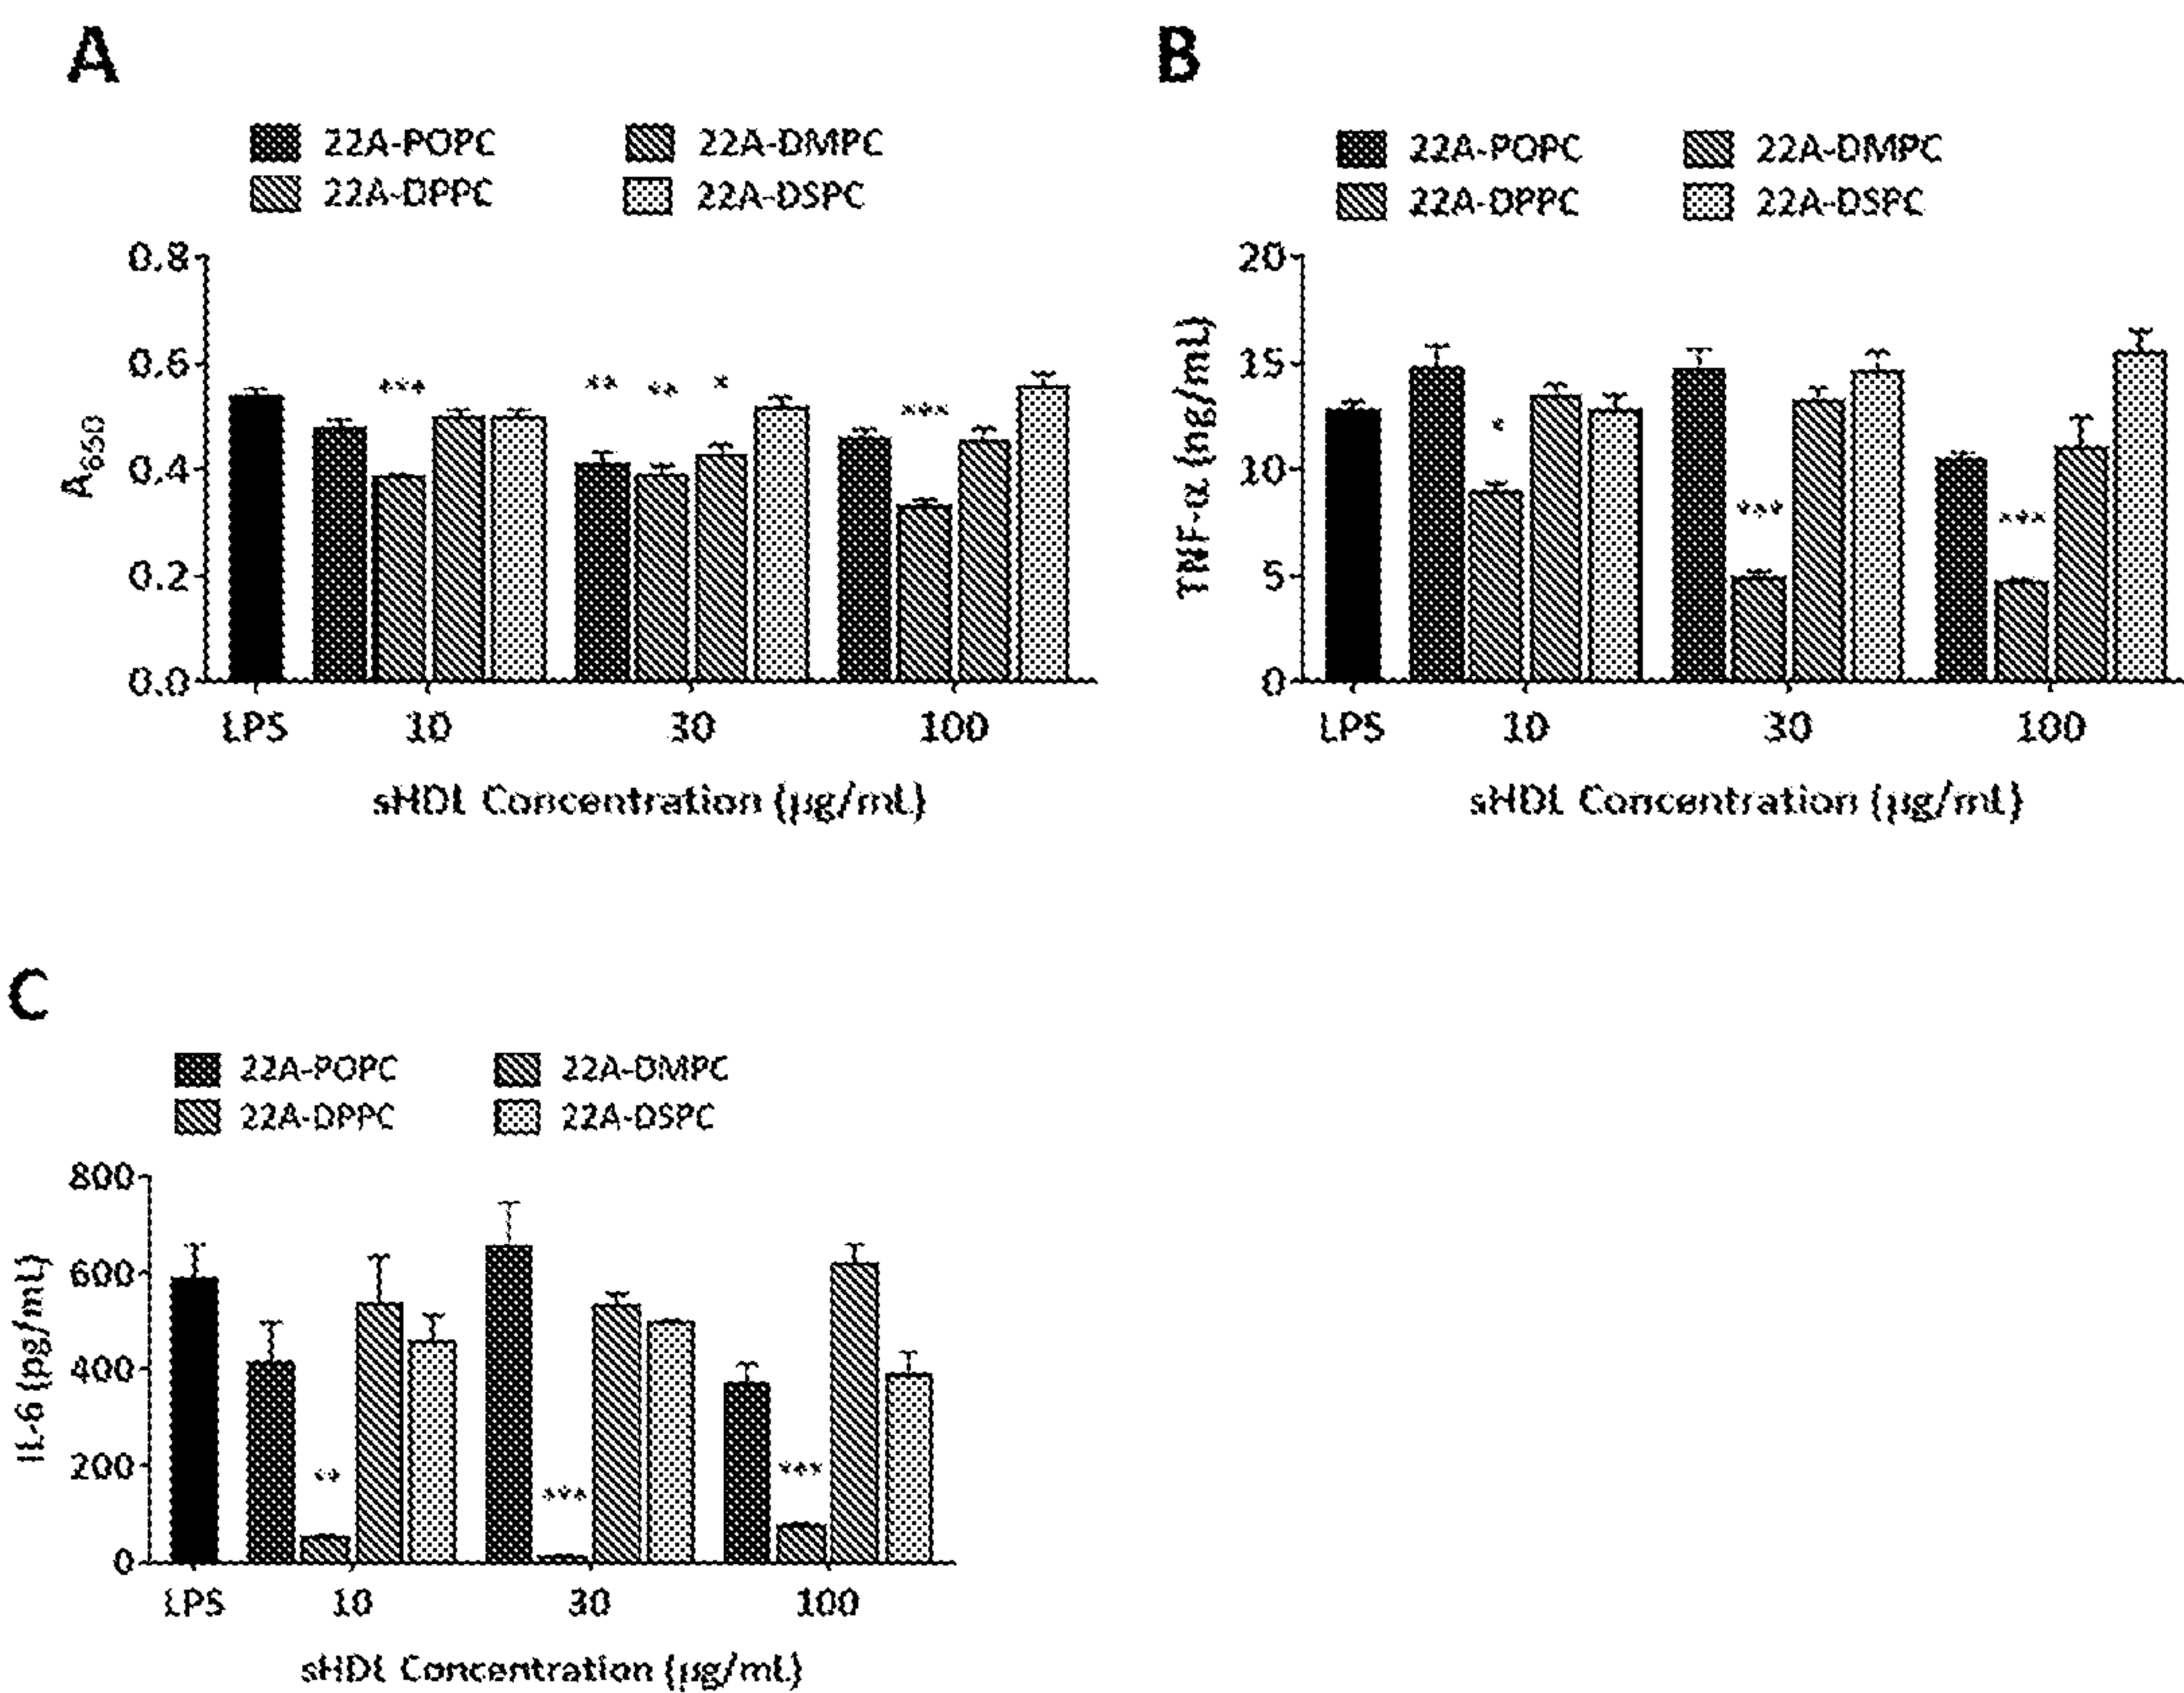 A
22A-POPC 22A-DMPC
22A-DPPC 22A-DSPC
0.8
0.6
0.4
0.2
0.0
A650
*** ** ** * ***
LPS 10 30 100
sHDL Concentration (µg/mL)
B
22A-POPC 22A-DMPC
22A-DPPC 22A-DSPC
20
15
10
5
0
TNF-α (ng/mL)
* *** ***
LPS 10 30 100
sHDL Concentration (µg/mL)
C
22A-POPC 22A-DMPC
22A-DPPC 22A-DSPC
800
600
400
200
0
IL-6 (pg/ml)
** *** ***
LPS 10 30 100
sHDL Concentration (µg/mL)